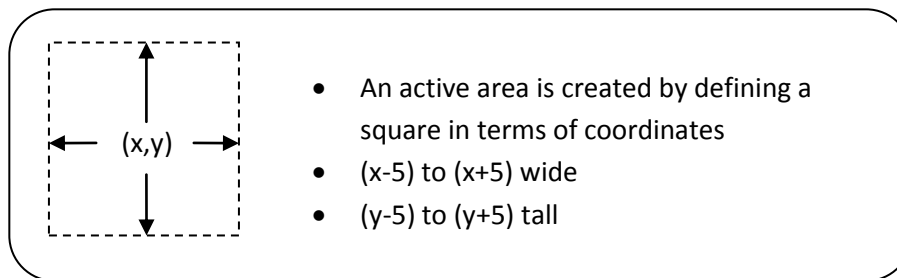 (x,y)
• An active area is created by defining a
square in terms of coordinates
• (x-5) to (x+5) wide
• (y-5) to (y+5) tall